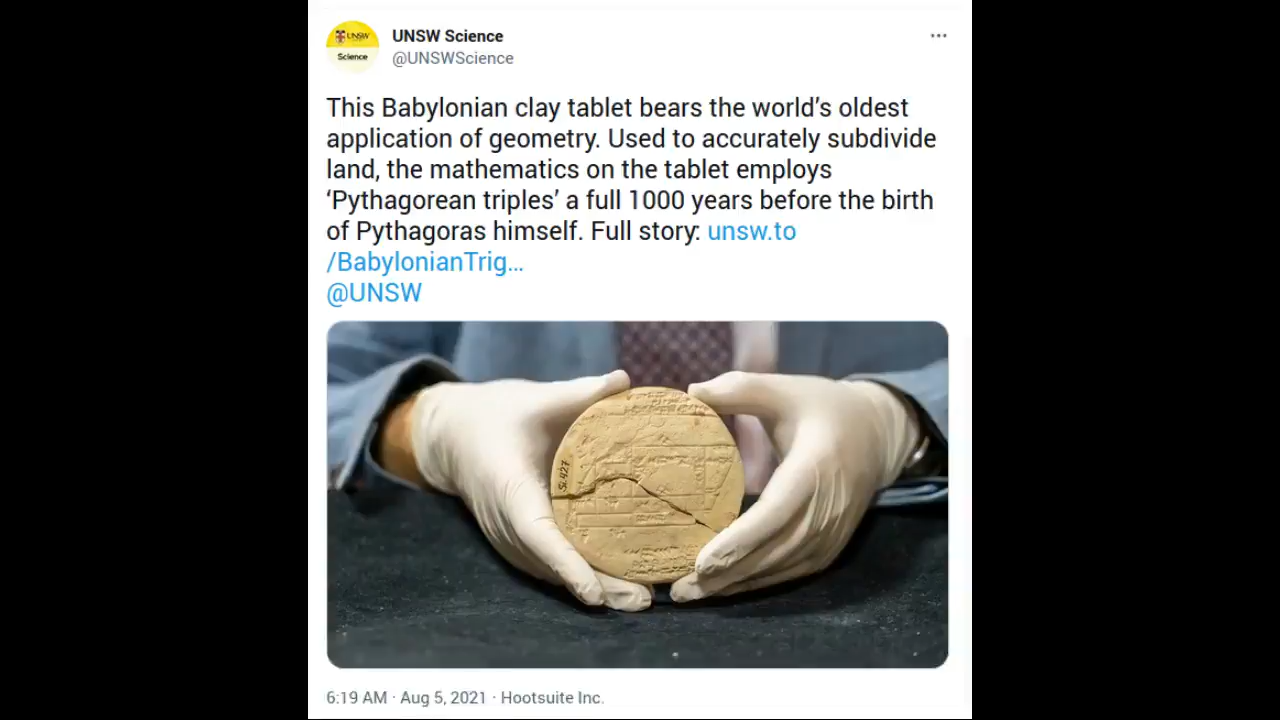 UNSW
Science
UNSW Science
@UNSWScience
This Babylonian clay tablet bears the world’s oldest
application of geometry. Used to accurately subdivide
land, the mathematics on the tablet employs
‘Pythagorean triples’ a full 1000 years before the birth
of Pythagoras himself. Full story: unsw.to
/BabylonianTrig…
@UNSW
Si.427
6:19 AM · Aug 5, 2021 · Hootsuite Inc.